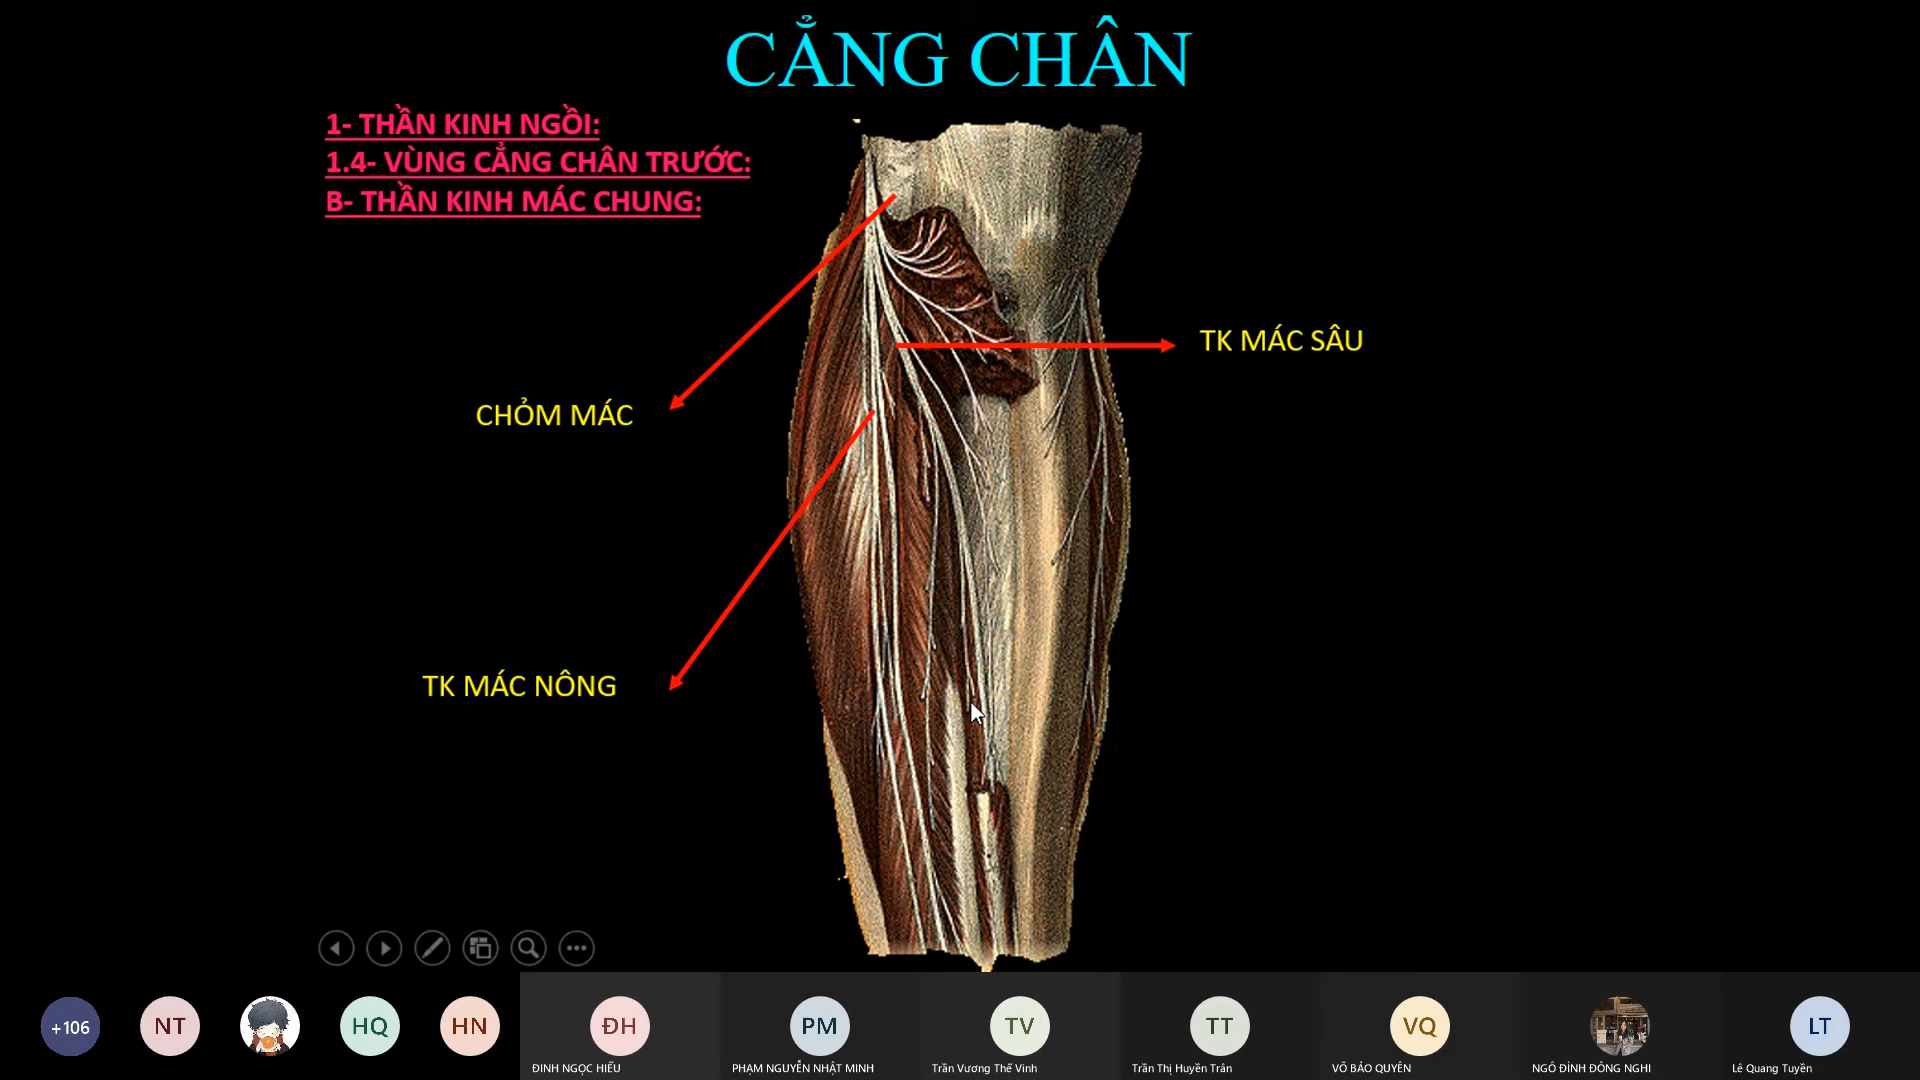 CẲNG CHÂN
1- THẦN KINH NGỒI:
1.4- VÙNG CẲNG CHÂN TRƯỚC:
B- THẦN KINH MÁC CHUNG:
TK MÁC SÂU
CHỎM MÁC
TK MÁC NÔNG
+106
NT
HQ
HN
ĐH
PM
TV
TT
VQ
LT
ĐINH NGỌC HIẾU
PHẠM NGUYỄN NHẬT MINH
Trần Vương Thế Vinh
Trần Thị Huyền Trân
VÕ BẢO QUYÊN
NGÔ ĐÌNH ĐÔNG NGHI
Lê Quang Tuyền